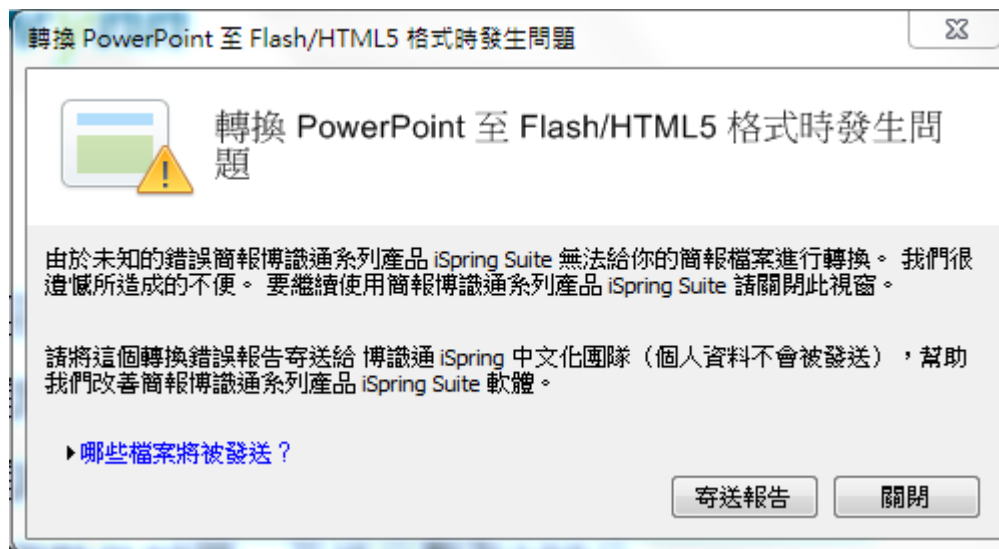 轉換 PowerPoint 至 Flash/HTML5 格式時發生問題
轉換 PowerPoint 至 Flash/HTML5 格式時發生問
題
由於未知的錯誤簡報博識通系列產品 iSpring Suite 無法給你的簡報檔案進行轉換。 我們很
遺憾所造成的不便。 要繼續使用簡報博識通系列產品 iSpring Suite 請關閉此視窗。
請將這個轉換錯誤報告寄送給 博識通 iSpring 中文化團隊（個人資料不會被發送），幫助
我們改善簡報博識通系列產品 iSpring Suite 軟體。
哪些檔案將被發送？
寄送報告
關閉